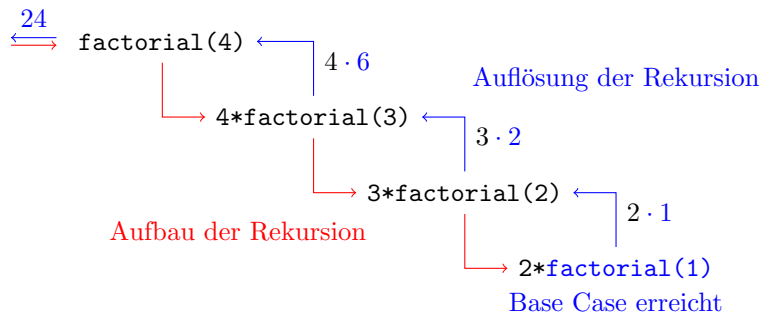 24
factorial(4)
4 · 6
Auflösung der Rekursion
4*factorial(3)
3 · 2
3*factorial(2)
2 · 1
Aufbau der Rekursion
2*factorial(1)
Base Case erreicht